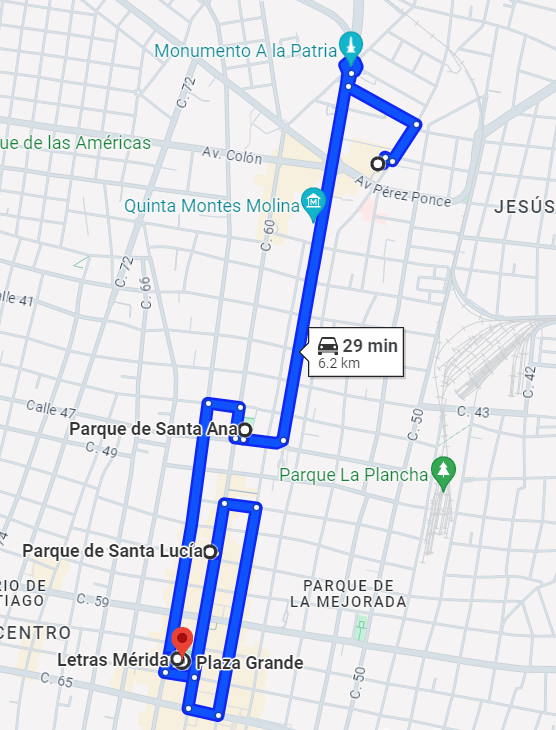 Monumento A la Patria
C. 72
ue de las Américas
Av. Colón
Av Pérez Ponce
Quinta Montes Molina
JESÚS
C. 60
C. 72
C. 66
alle 41
29 min
6.2 km
C. 42
Calle 47
C. 43
C. 50
Parque de Santa Ana
C. 49
Parque La Plancha
74
Parque de Santa Lucía
RIO DE
TIAGO
PARQUE DE
LA MEJORADA
C. 59
CENTRO
Letras Mérida
Plaza Grande
C. 65
C. 50